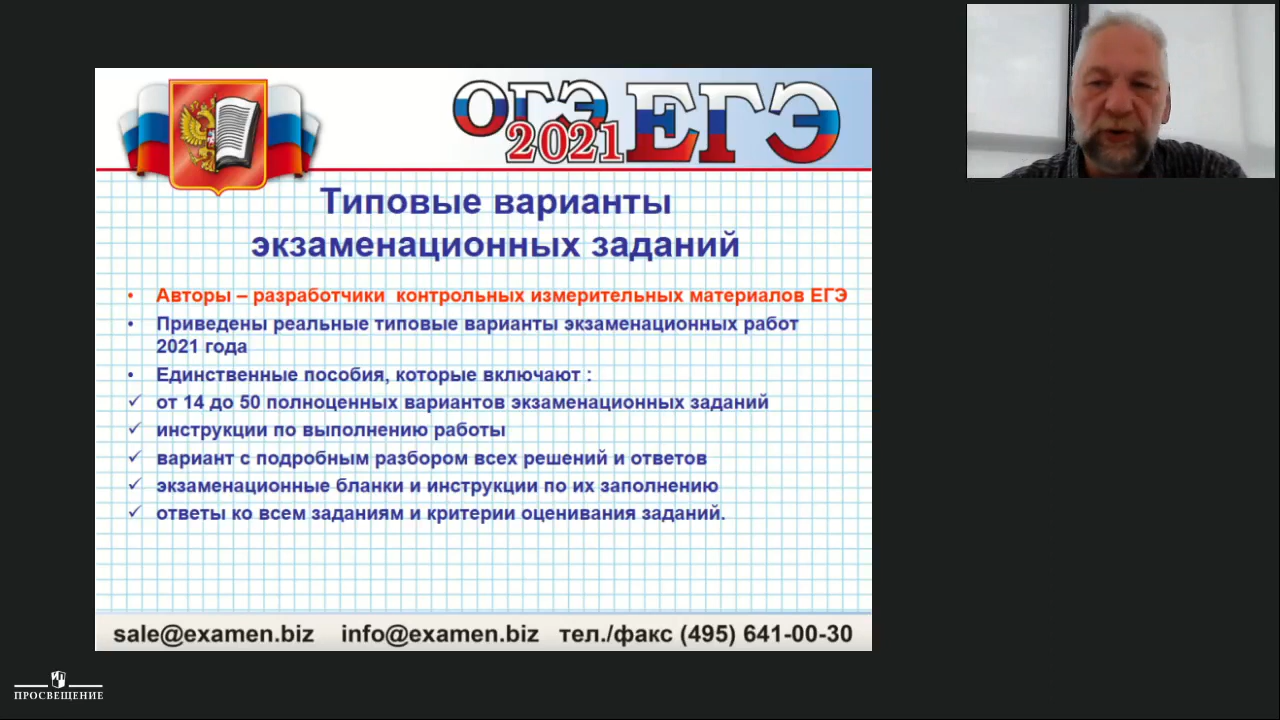 ОГЭ ЕГЭ
2021
Типовые варианты
экзаменационных заданий
• Авторы – разработчики контрольных измерительных материалов ЕГЭ
• Приведены реальные типовые варианты экзаменационных работ
2021 года
• Единственные пособия, которые включают :
✓ от 14 до 50 полноценных вариантов экзаменационных заданий
✓ инструкции по выполнению работы
✓ вариант с подробным разбором всех решений и ответов
✓ экзаменационные бланки и инструкции по их заполнению
✓ ответы ко всем заданиям и критерии оценивания заданий.
sale@examen.biz info@examen.biz тел./факс (495) 641-00-30
ПРОСВЕЩЕНИЕ